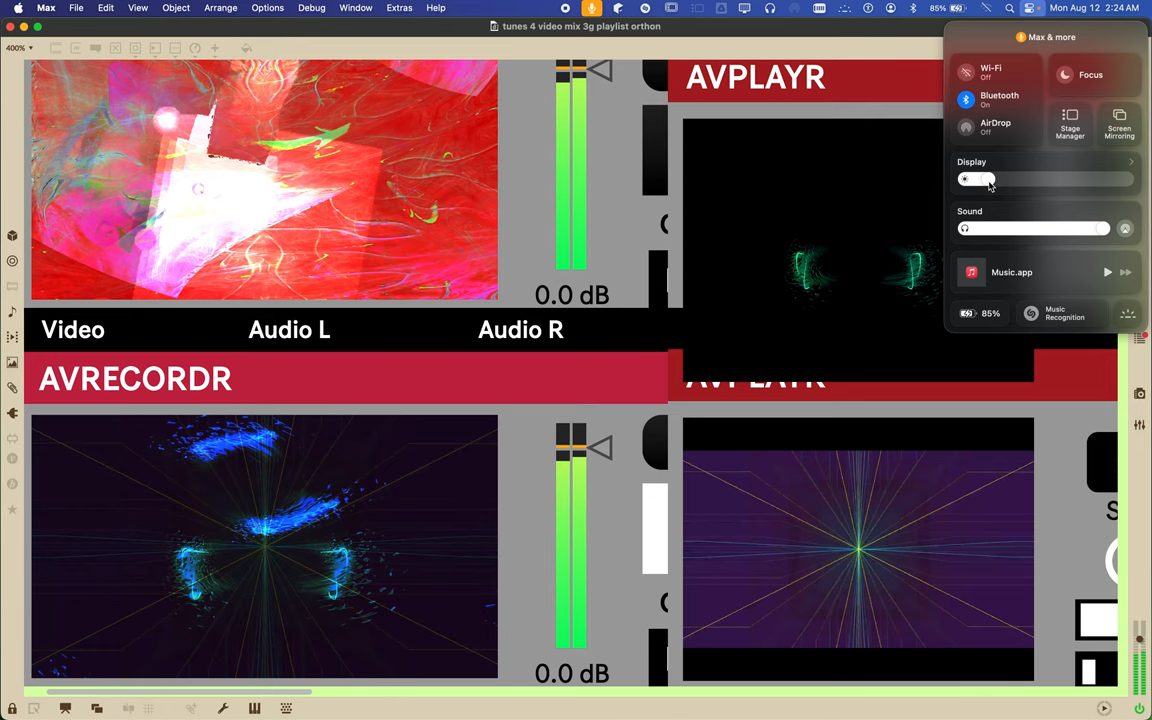 Max File Edit View Object Arrange Options Debug Window Extras Help 85% Mon Aug 12 2:24 AM
tunes 4 video mix 3g playlist orthon
400%
Max & more
Wi-Fi
Off
Bluetooth
On
AirDrop
Off
Focus
Stage
Manager
Screen
Mirroring
Display
Sound
Music.app
85%
Music
Recognition
AVPLAYR
0.0 dB
Video Audio L Audio R
AVRECORDR
AVPLAYR
0.0 dB